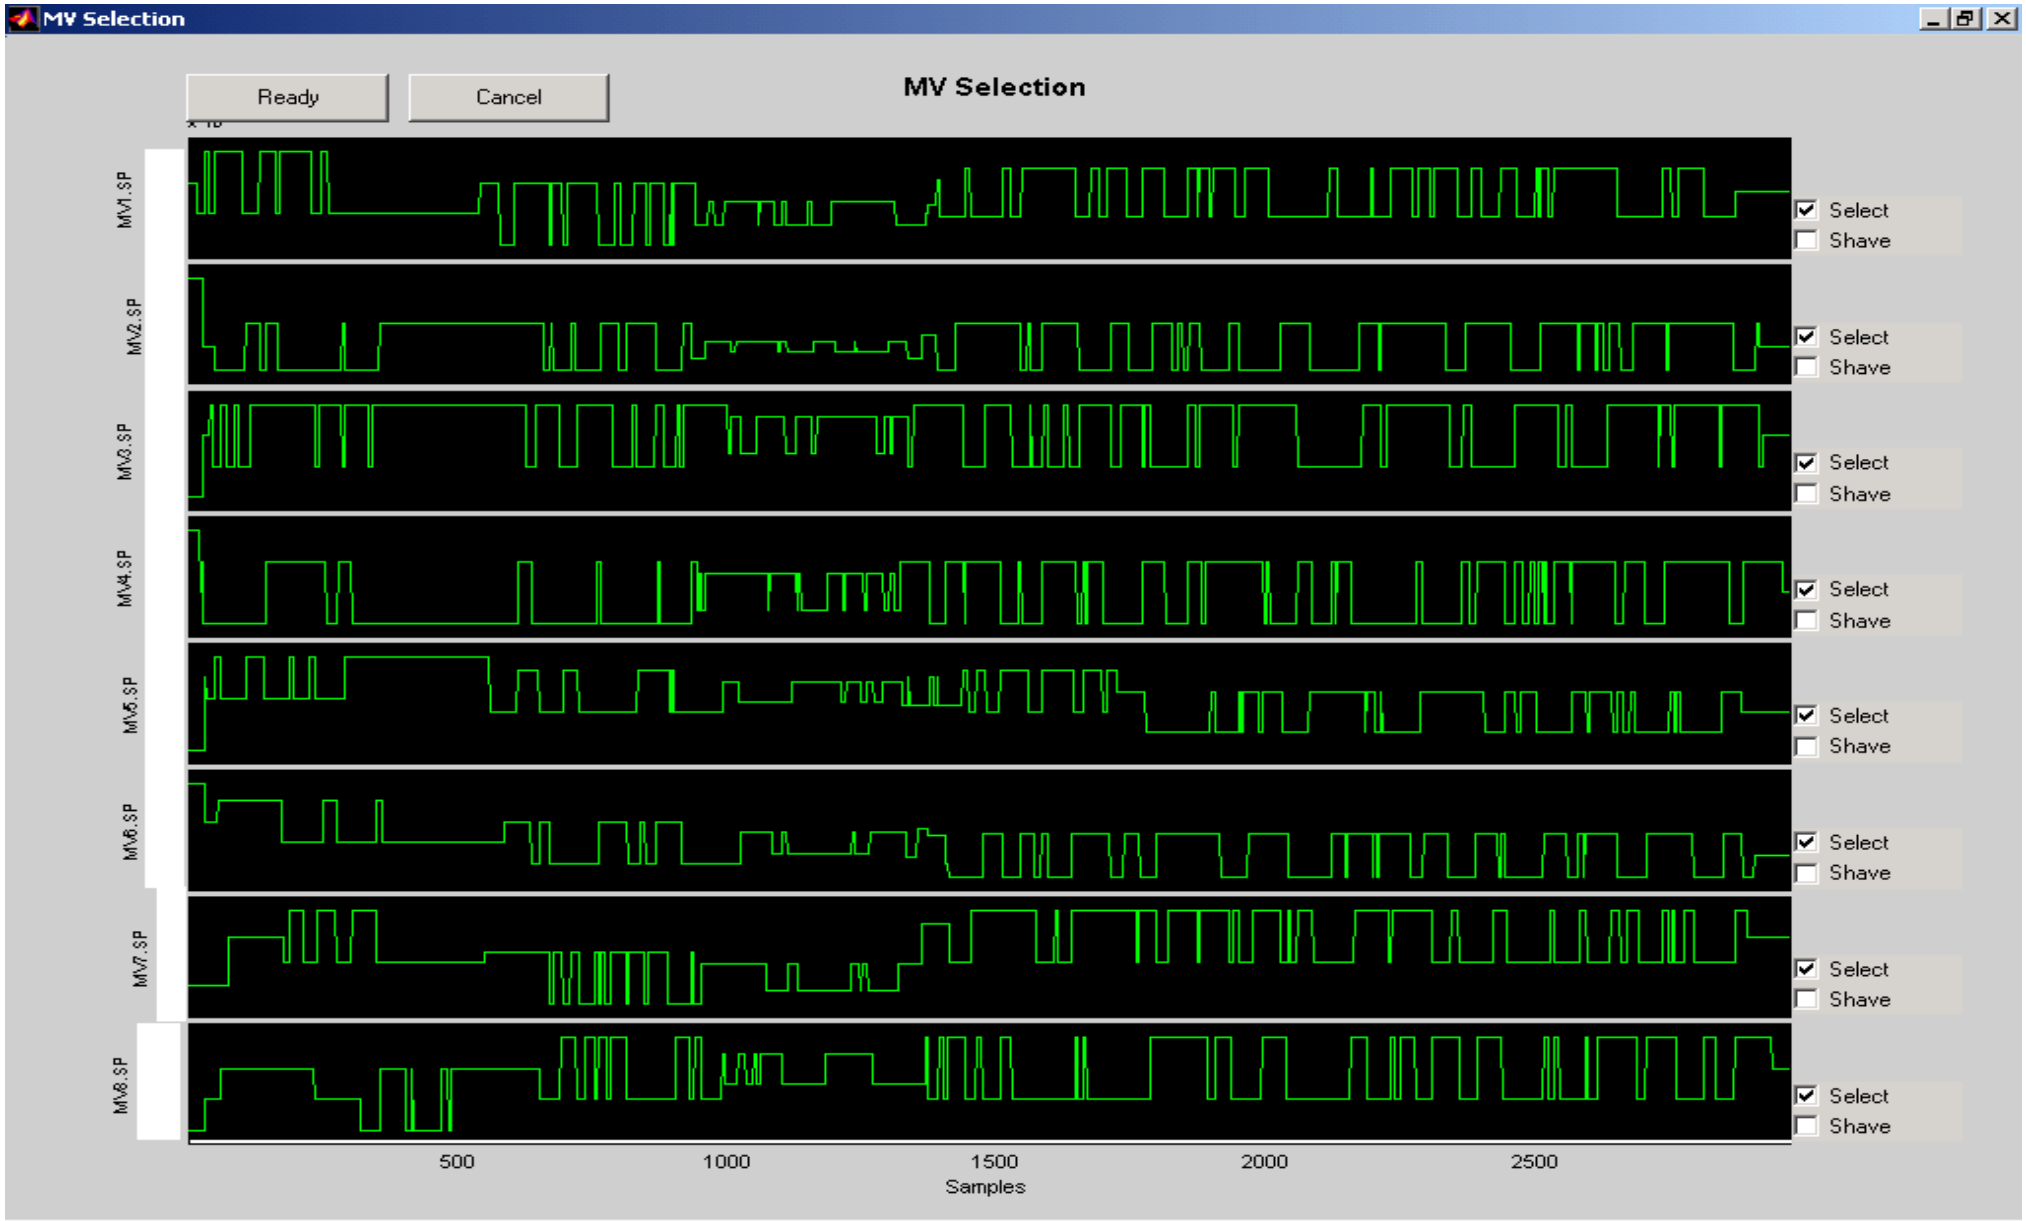 MV Selection
MV Selection
Ready
Cancel
MV1.SP
Select
Shave
MV2.SP
Select
Shave
MV3.SP
Select
Shave
MV4.SP
Select
Shave
MV5.SP
Select
Shave
MV6.SP
Select
Shave
MV7.SP
Select
Shave
MV8.SP
Select
Shave
500 1000 1500 2000 2500
Samples